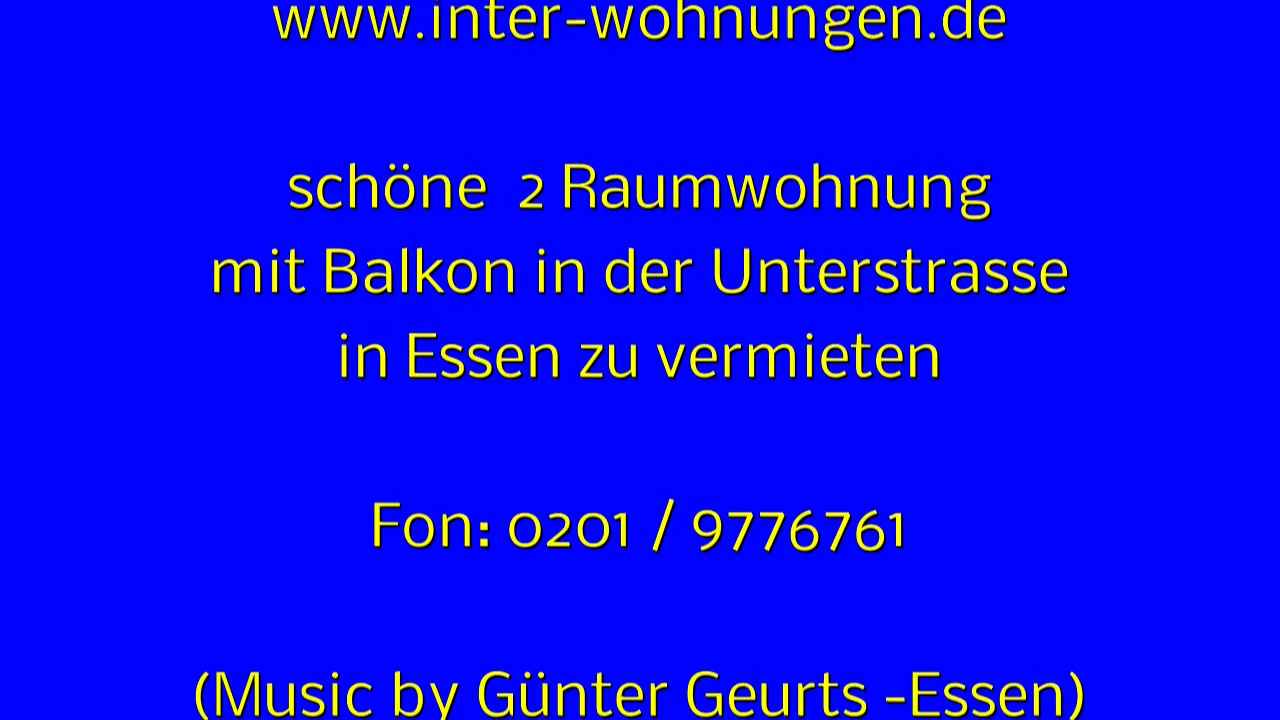 www.inter-wohnungen.de
schöne  2 Raumwohnung
mit Balkon in der Unterstrasse
in Essen zu vermieten
Fon: 0201 / 9776761
(Music by Günter Geurts -Essen)